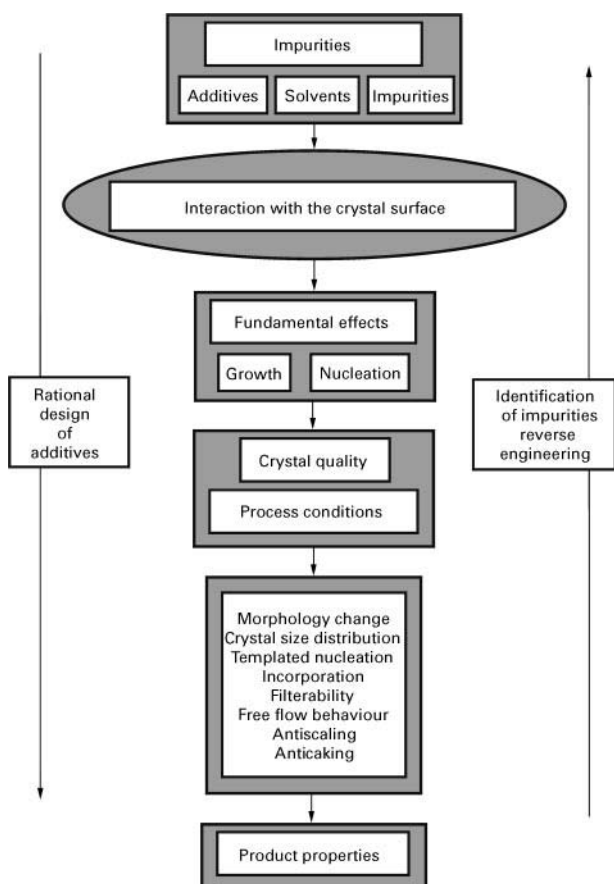 Impurities
Additives
Solvents
Impurities
Interaction with the crystal surface
Fundamental effects
Growth
Nucleation
Rational
design
of
additives
Identification
of impurities
reverse
engineering
Crystal quality
Process conditions
Morphology change
Crystal size distribution
Templated nucleation
Incorporation
Filterability
Free flow behaviour
Antiscaling
Anticaking
Product properties